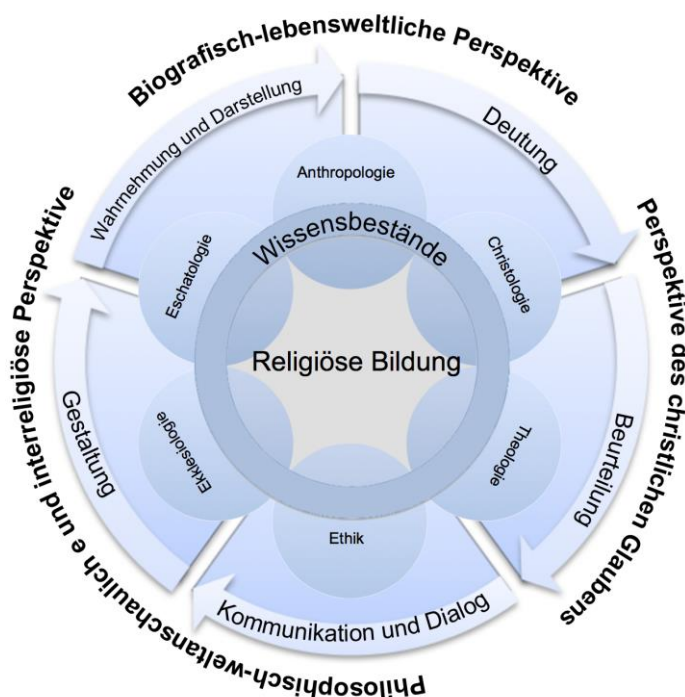 Biografisch-lebensweltliche Perspektive
Perspektive des christlichen Glaubens
Philosophisch-weltanschaulich e und interreligiöse Perspektive
Wahrnehmung und Darstellung
Deutung
Beurteilung
Kommunikation und Dialog
Gestaltung
Anthropologie
Christologie
Theologie
Ethik
Ekklesiologie
Eschatologie
Wissensbestände
Religiöse Bildung